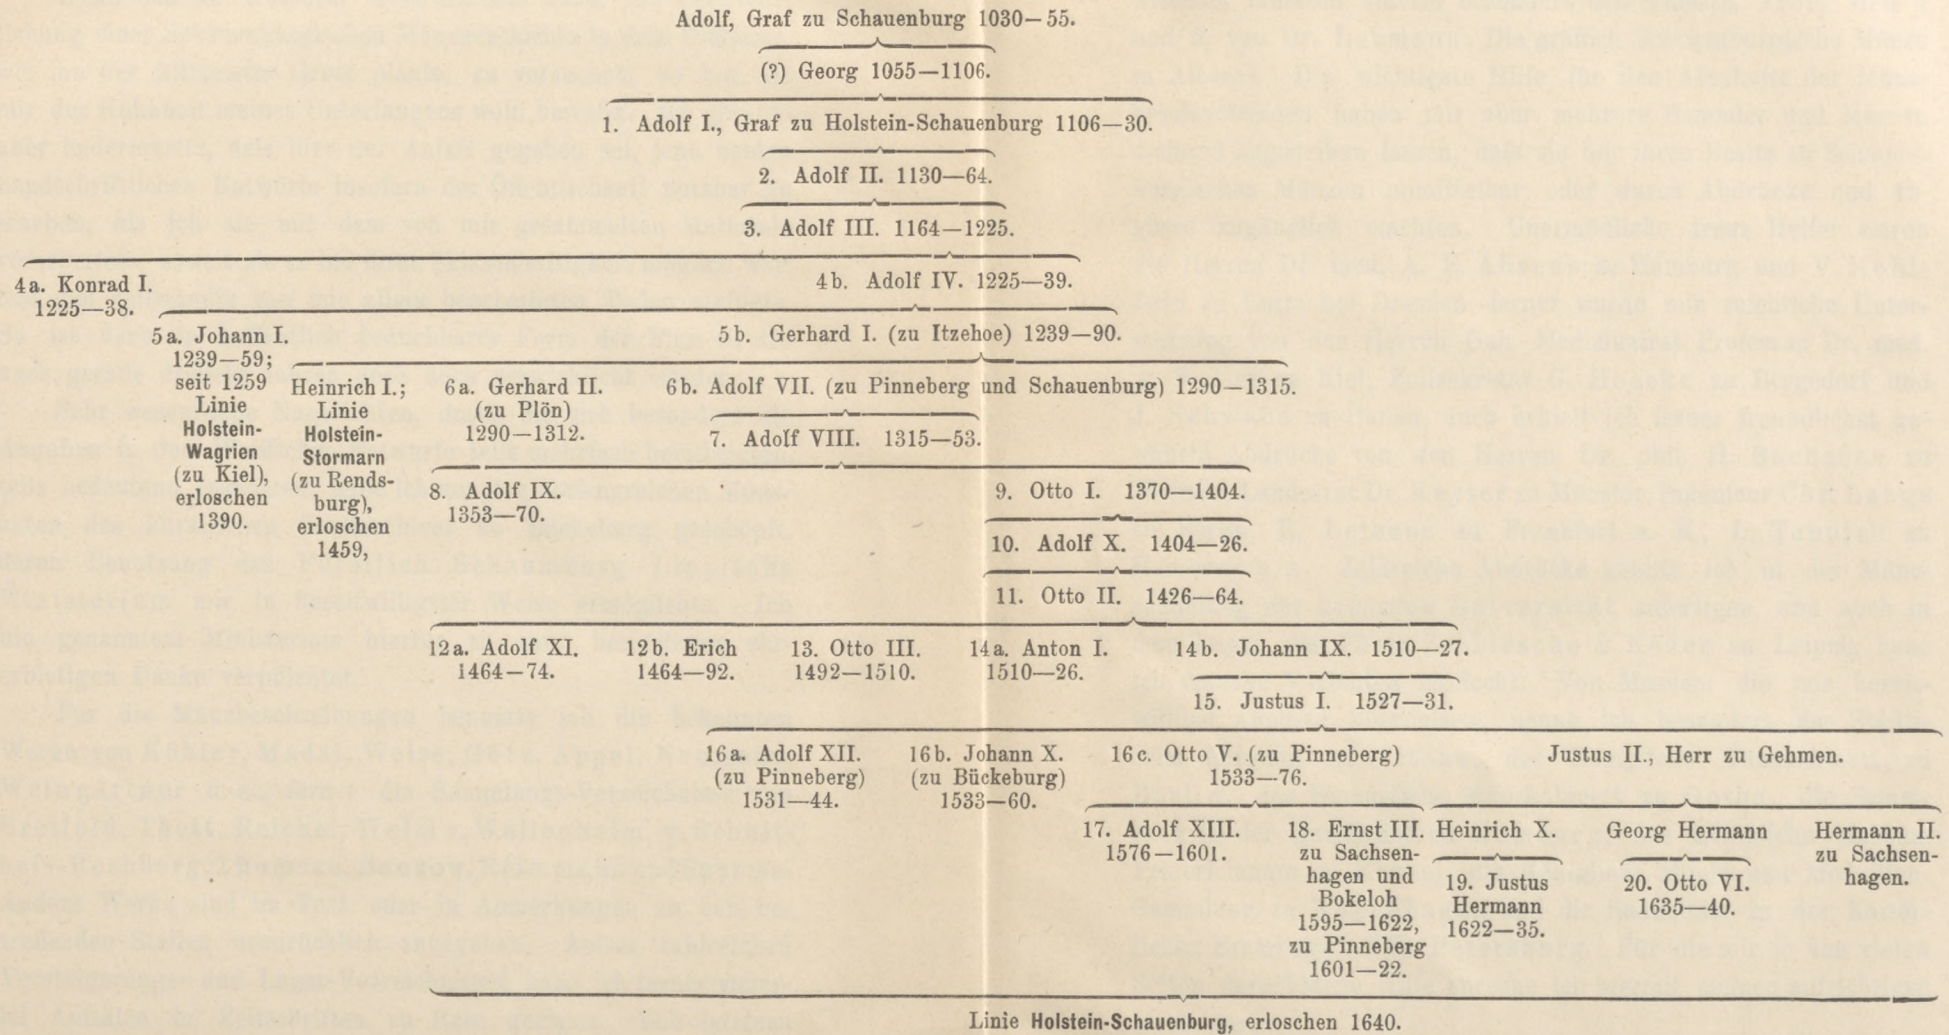 Adolf, Graf zu Schauenburg 1030—55.
(?) Georg 1055—1106.
1. Adolf I., Graf zu Holstein-Schauenburg 1106—30.
2. Adolf II. 1130—64.
3. Adolf III. 1164—1225.
4a. Konrad I.
1225—38.
4b. Adolf IV. 1225—39.
5a. Johann I.
1239—59;
seit 1259
Linie
Holstein-
Wagrien
(zu Kiel),
erloschen
1390.
5b. Gerhard I. (zu Itzehoe) 1239—90.
Heinrich I.;
Linie
Holstein-
Stormarn
(zu Rends-
burg),
erloschen
1459,
6a. Gerhard II.
(zu Plön)
1290—1312.
6b. Adolf VII. (zu Pinneberg und Schauenburg) 1290—1315.
7. Adolf VIII. 1315—53.
8. Adolf IX.
1353—70.
9. Otto I. 1370—1404.
10. Adolf X. 1404—26.
11. Otto II. 1426—64.
12a. Adolf XI.
1464—74.
12b. Erich
1464—92.
13. Otto III.
1492—1510.
14a. Anton I.
1510—26.
14b. Johann IX. 1510—27.
15. Justus I. 1527—31.
16a. Adolf XII.
(zu Pinneberg)
1531—44.
16b. Johann X.
(zu Bückeburg)
1533—60.
16c. Otto V. (zu Pinneberg)
1533—76.
Justus II., Herr zu Gehmen.
17. Adolf XIII.
1576—1601.
18. Ernst III.
zu Sachsen-
hagen und
Bokeloh
1595—1622,
zu Pinneberg
1601—22.
Heinrich X.
19. Justus
Hermann
1622—35.
Georg Hermann
20. Otto VI.
1635—40.
Hermann II.
zu Sachsen-
hagen.
Linie Holstein-Schauenburg, erloschen 1640.